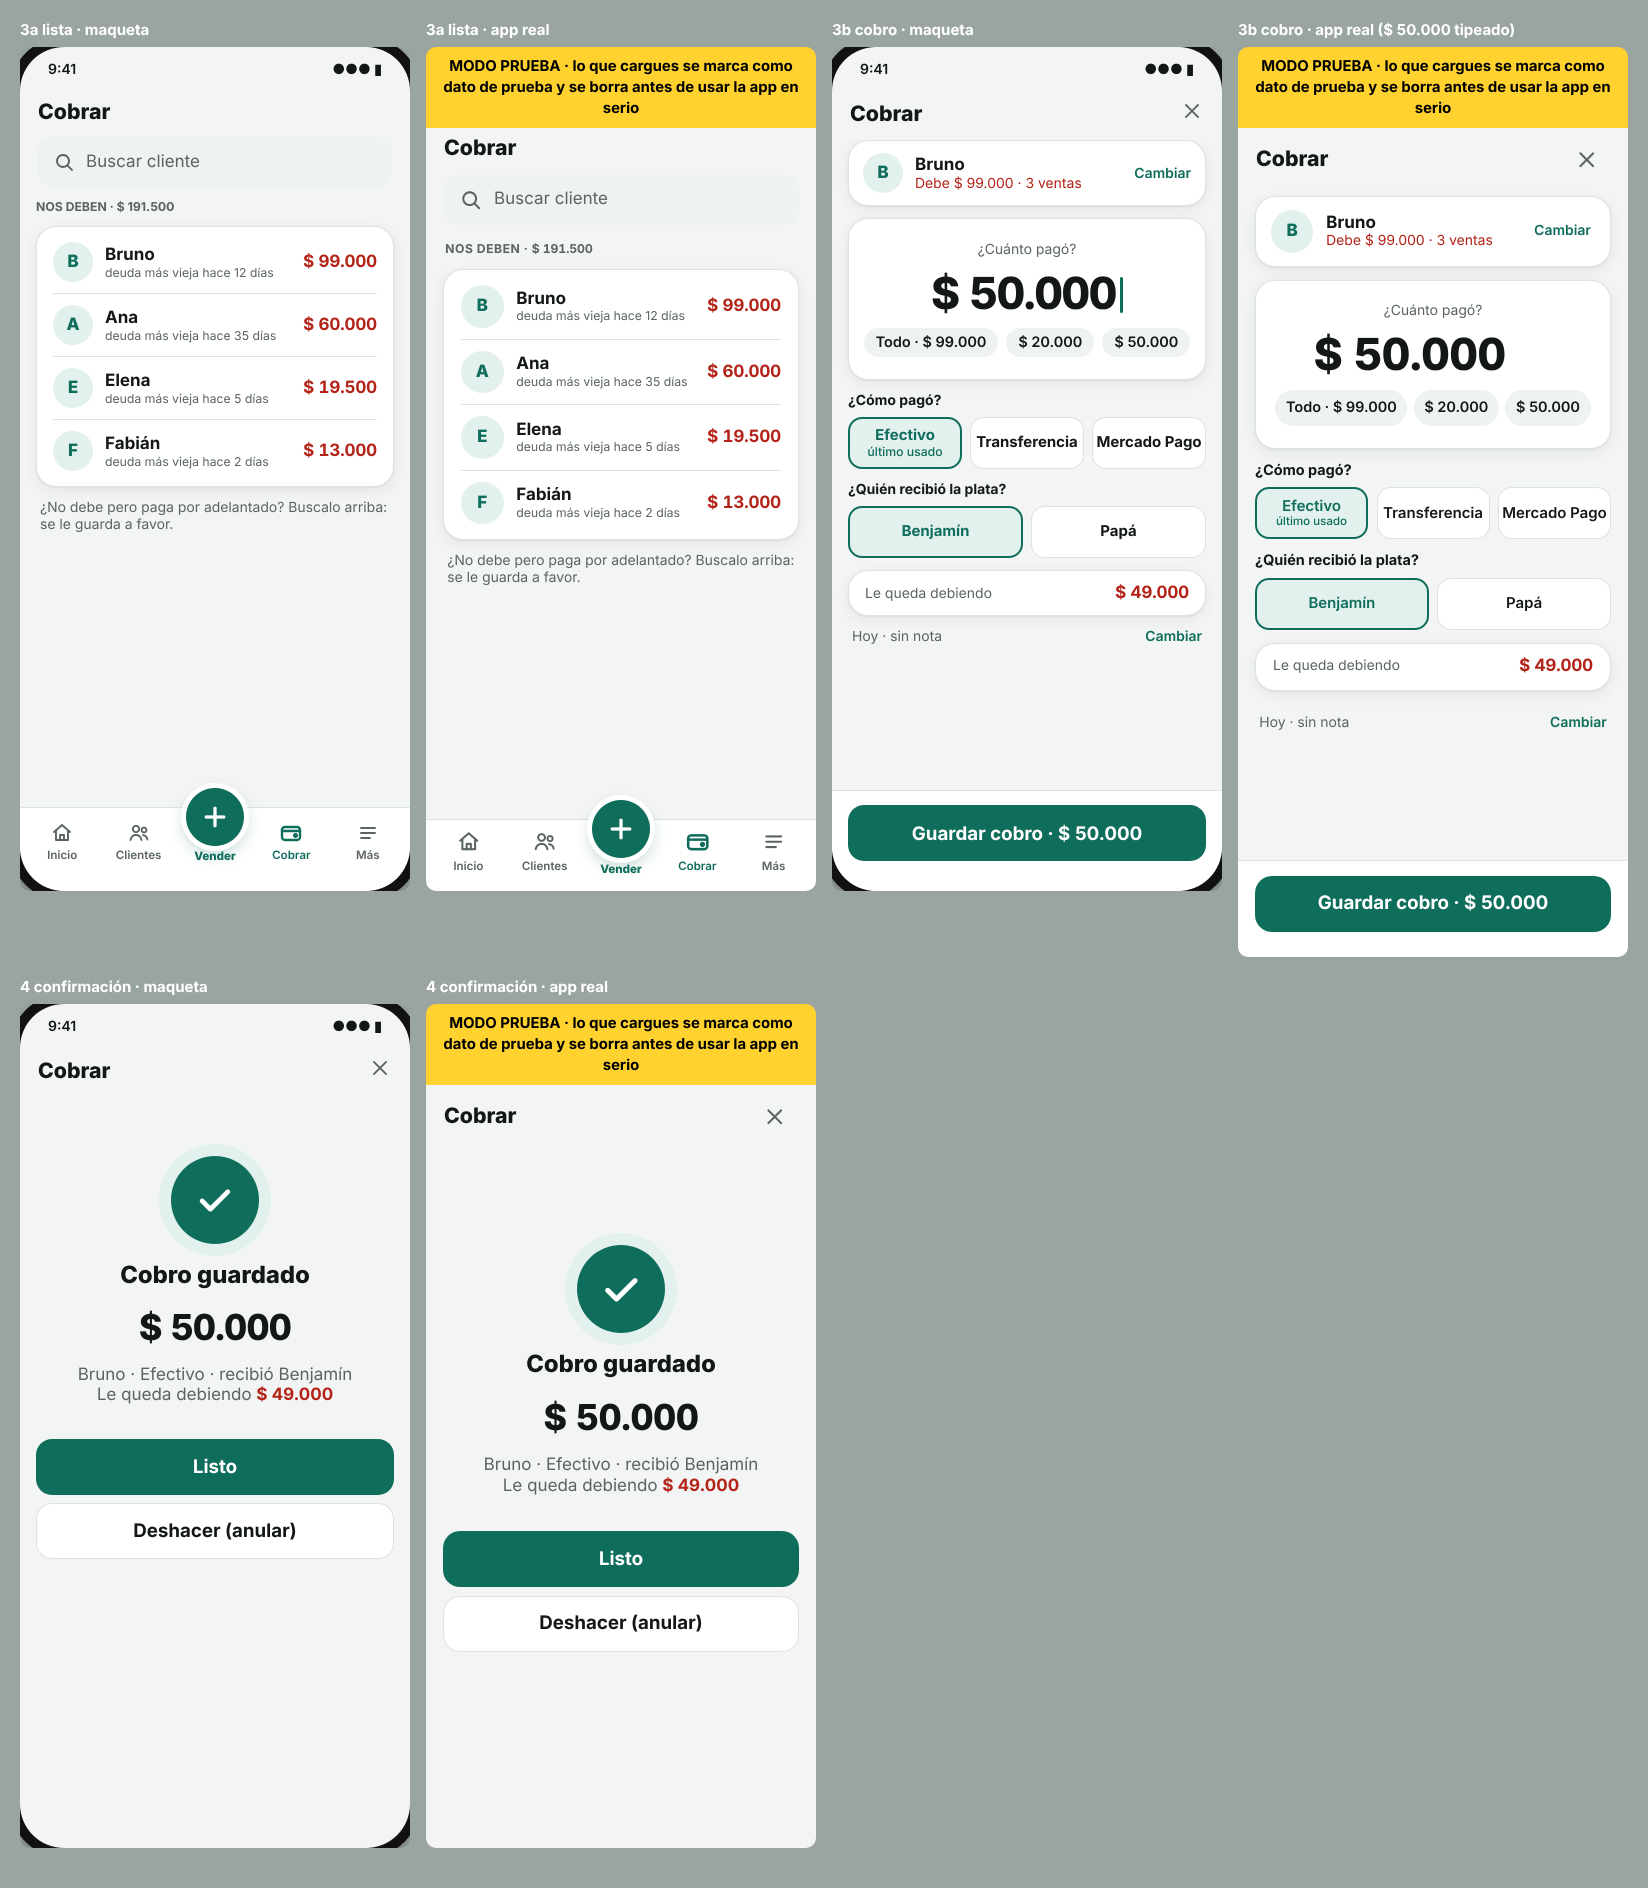 3a lista · maqueta
9:41
Cobrar
Buscar cliente
NOS DEBEN · $ 191.500
B
Bruno
deuda más vieja hace 12 días
$ 99.000
A
Ana
deuda más vieja hace 35 días
$ 60.000
E
Elena
deuda más vieja hace 5 días
$ 19.500
F
Fabián
deuda más vieja hace 2 días
$ 13.000
¿No debe pero paga por adelantado? Buscalo arriba:
se le guarda a favor.
Inicio
Clientes
Vender
Cobrar
Más
3a lista · app real
MODO PRUEBA · lo que cargues se marca como
dato de prueba y se borra antes de usar la app en
serio
Cobrar
Buscar cliente
NOS DEBEN · $ 191.500
B
Bruno
deuda más vieja hace 12 días
$ 99.000
A
Ana
deuda más vieja hace 35 días
$ 60.000
E
Elena
deuda más vieja hace 5 días
$ 19.500
F
Fabián
deuda más vieja hace 2 días
$ 13.000
¿No debe pero paga por adelantado? Buscalo arriba:
se le guarda a favor.
Inicio
Clientes
Vender
Cobrar
Más
3b cobro · maqueta
9:41
Cobrar
B
Bruno
Debe $ 99.000 · 3 ventas
Cambiar
¿Cuánto pagó?
$ 50.000
Todo · $ 99.000
$ 20.000
$ 50.000
¿Cómo pagó?
Efectivo
último usado
Transferencia
Mercado Pago
¿Quién recibió la plata?
Benjamín
Papá
Le queda debiendo
$ 49.000
Hoy · sin nota
Cambiar
Guardar cobro · $ 50.000
3b cobro · app real ($ 50.000 tipeado)
MODO PRUEBA · lo que cargues se marca como
dato de prueba y se borra antes de usar la app en
serio
Cobrar
B
Bruno
Debe $ 99.000 · 3 ventas
Cambiar
¿Cuánto pagó?
$ 50.000
Todo · $ 99.000
$ 20.000
$ 50.000
¿Cómo pagó?
Efectivo
último usado
Transferencia
Mercado Pago
¿Quién recibió la plata?
Benjamín
Papá
Le queda debiendo
$ 49.000
Hoy · sin nota
Cambiar
Guardar cobro · $ 50.000
4 confirmación · maqueta
9:41
Cobrar
Cobro guardado
$ 50.000
Bruno · Efectivo · recibió Benjamín
Le queda debiendo $ 49.000
Listo
Deshacer (anular)
4 confirmación · app real
MODO PRUEBA · lo que cargues se marca como
dato de prueba y se borra antes de usar la app en
serio
Cobrar
Cobro guardado
$ 50.000
Bruno · Efectivo · recibió Benjamín
Le queda debiendo $ 49.000
Listo
Deshacer (anular)